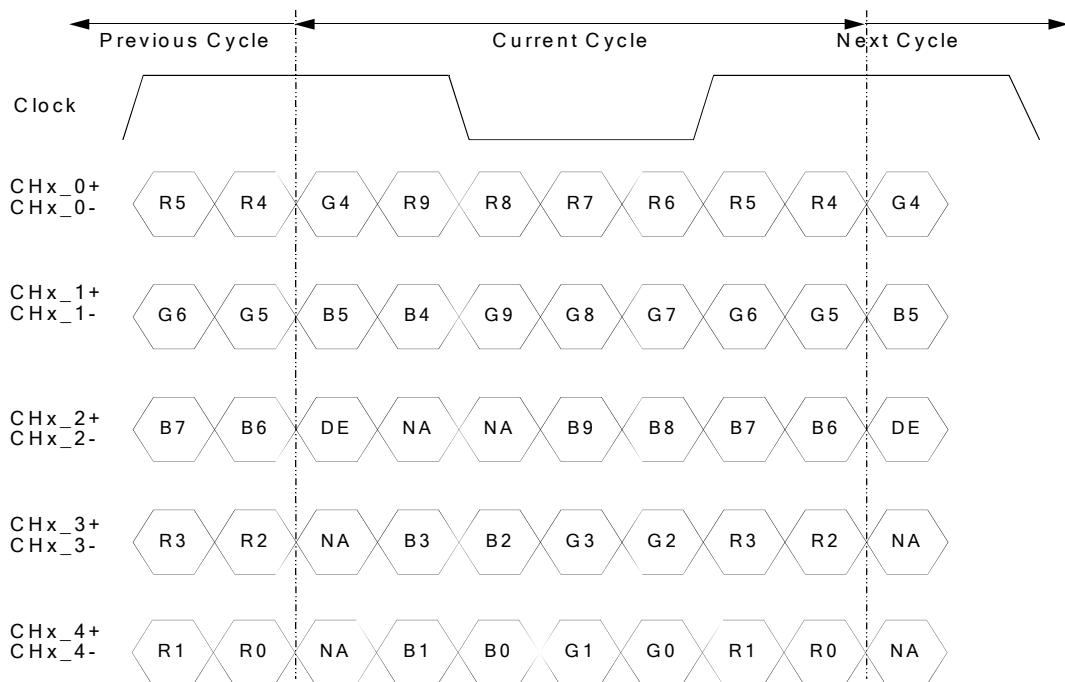 Previous Cycle Current Cycle Next Cycle
Clock
CHx_0+
CHx_0-
R5 R4 G4 R9 R8 R7 R6 R5 R4 G4
CHx_1+
CHx_1-
G6 G5 B5 B4 G9 G8 G7 G6 G5 B5
CHx_2+
CHx_2-
B7 B6 DE NA NA B9 B8 B7 B6 DE
CHx_3+
CHx_3-
R3 R2 NA B3 B2 G3 G2 R3 R2 NA
CHx_4+
CHx_4-
R1 R0 NA B1 B0 G1 G0 R1 R0 NA